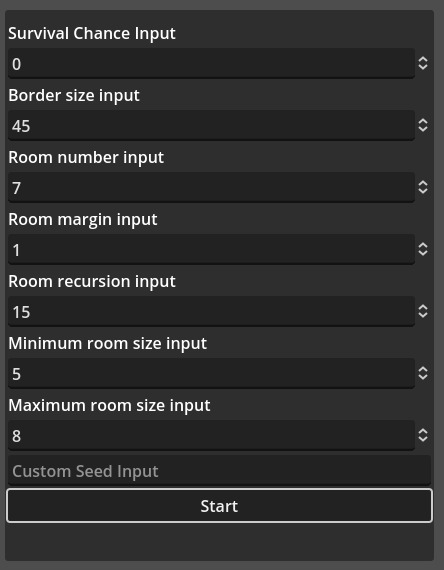 Survival Chance Input
0
Border size input
45
Room number input
7
Room margin input
1
Room recursion input
15
Minimum room size input
5
Maximum room size input
8
Custom Seed Input
Start